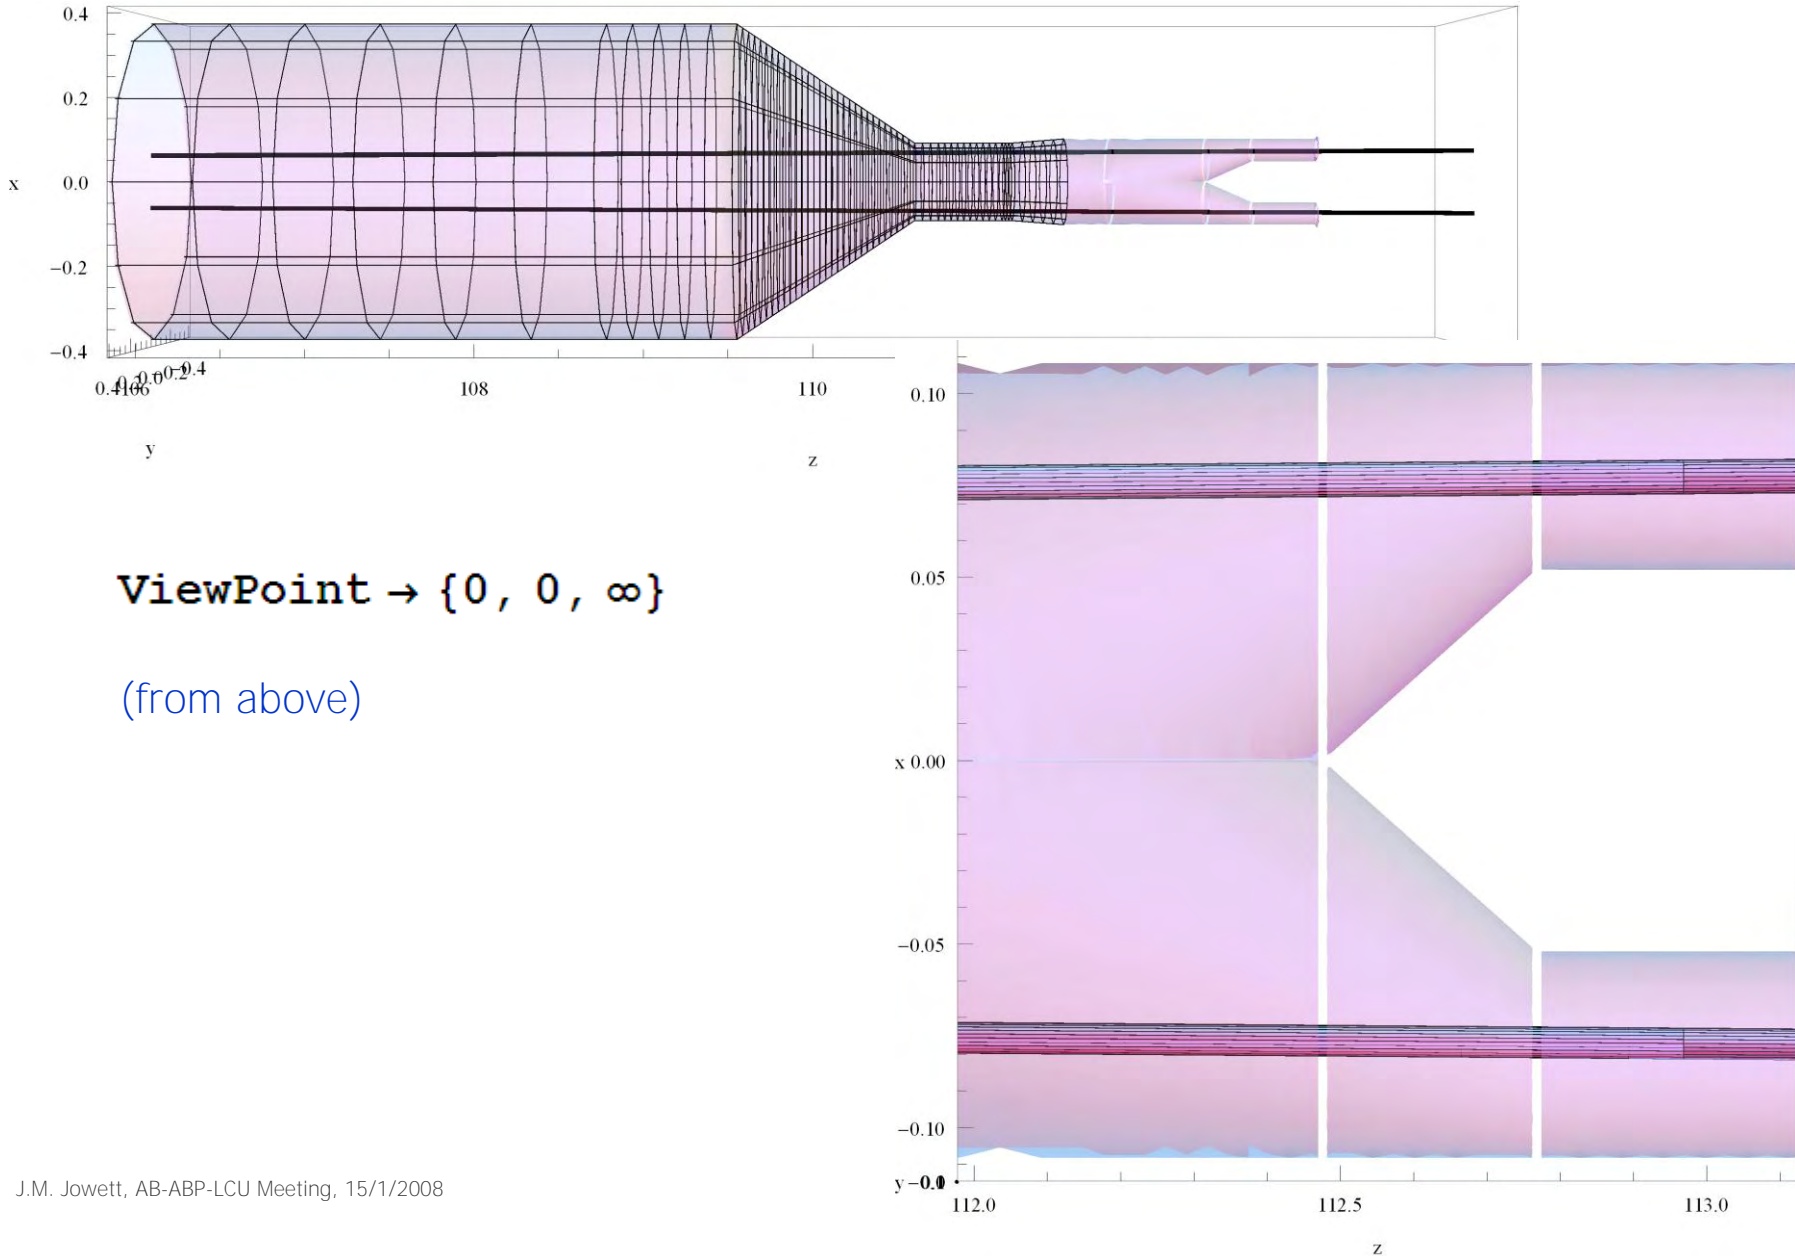 0.4
0.2
0.0
−0.2
−0.4
x
108
110
y
z
ViewPoint → {0, 0, ∞}
(from above)
0.10
0.05
x 0.00
−0.05
−0.10
112.0
112.5
113.0
z
J.M. Jowett, AB-ABP-LCU Meeting, 15/1/2008